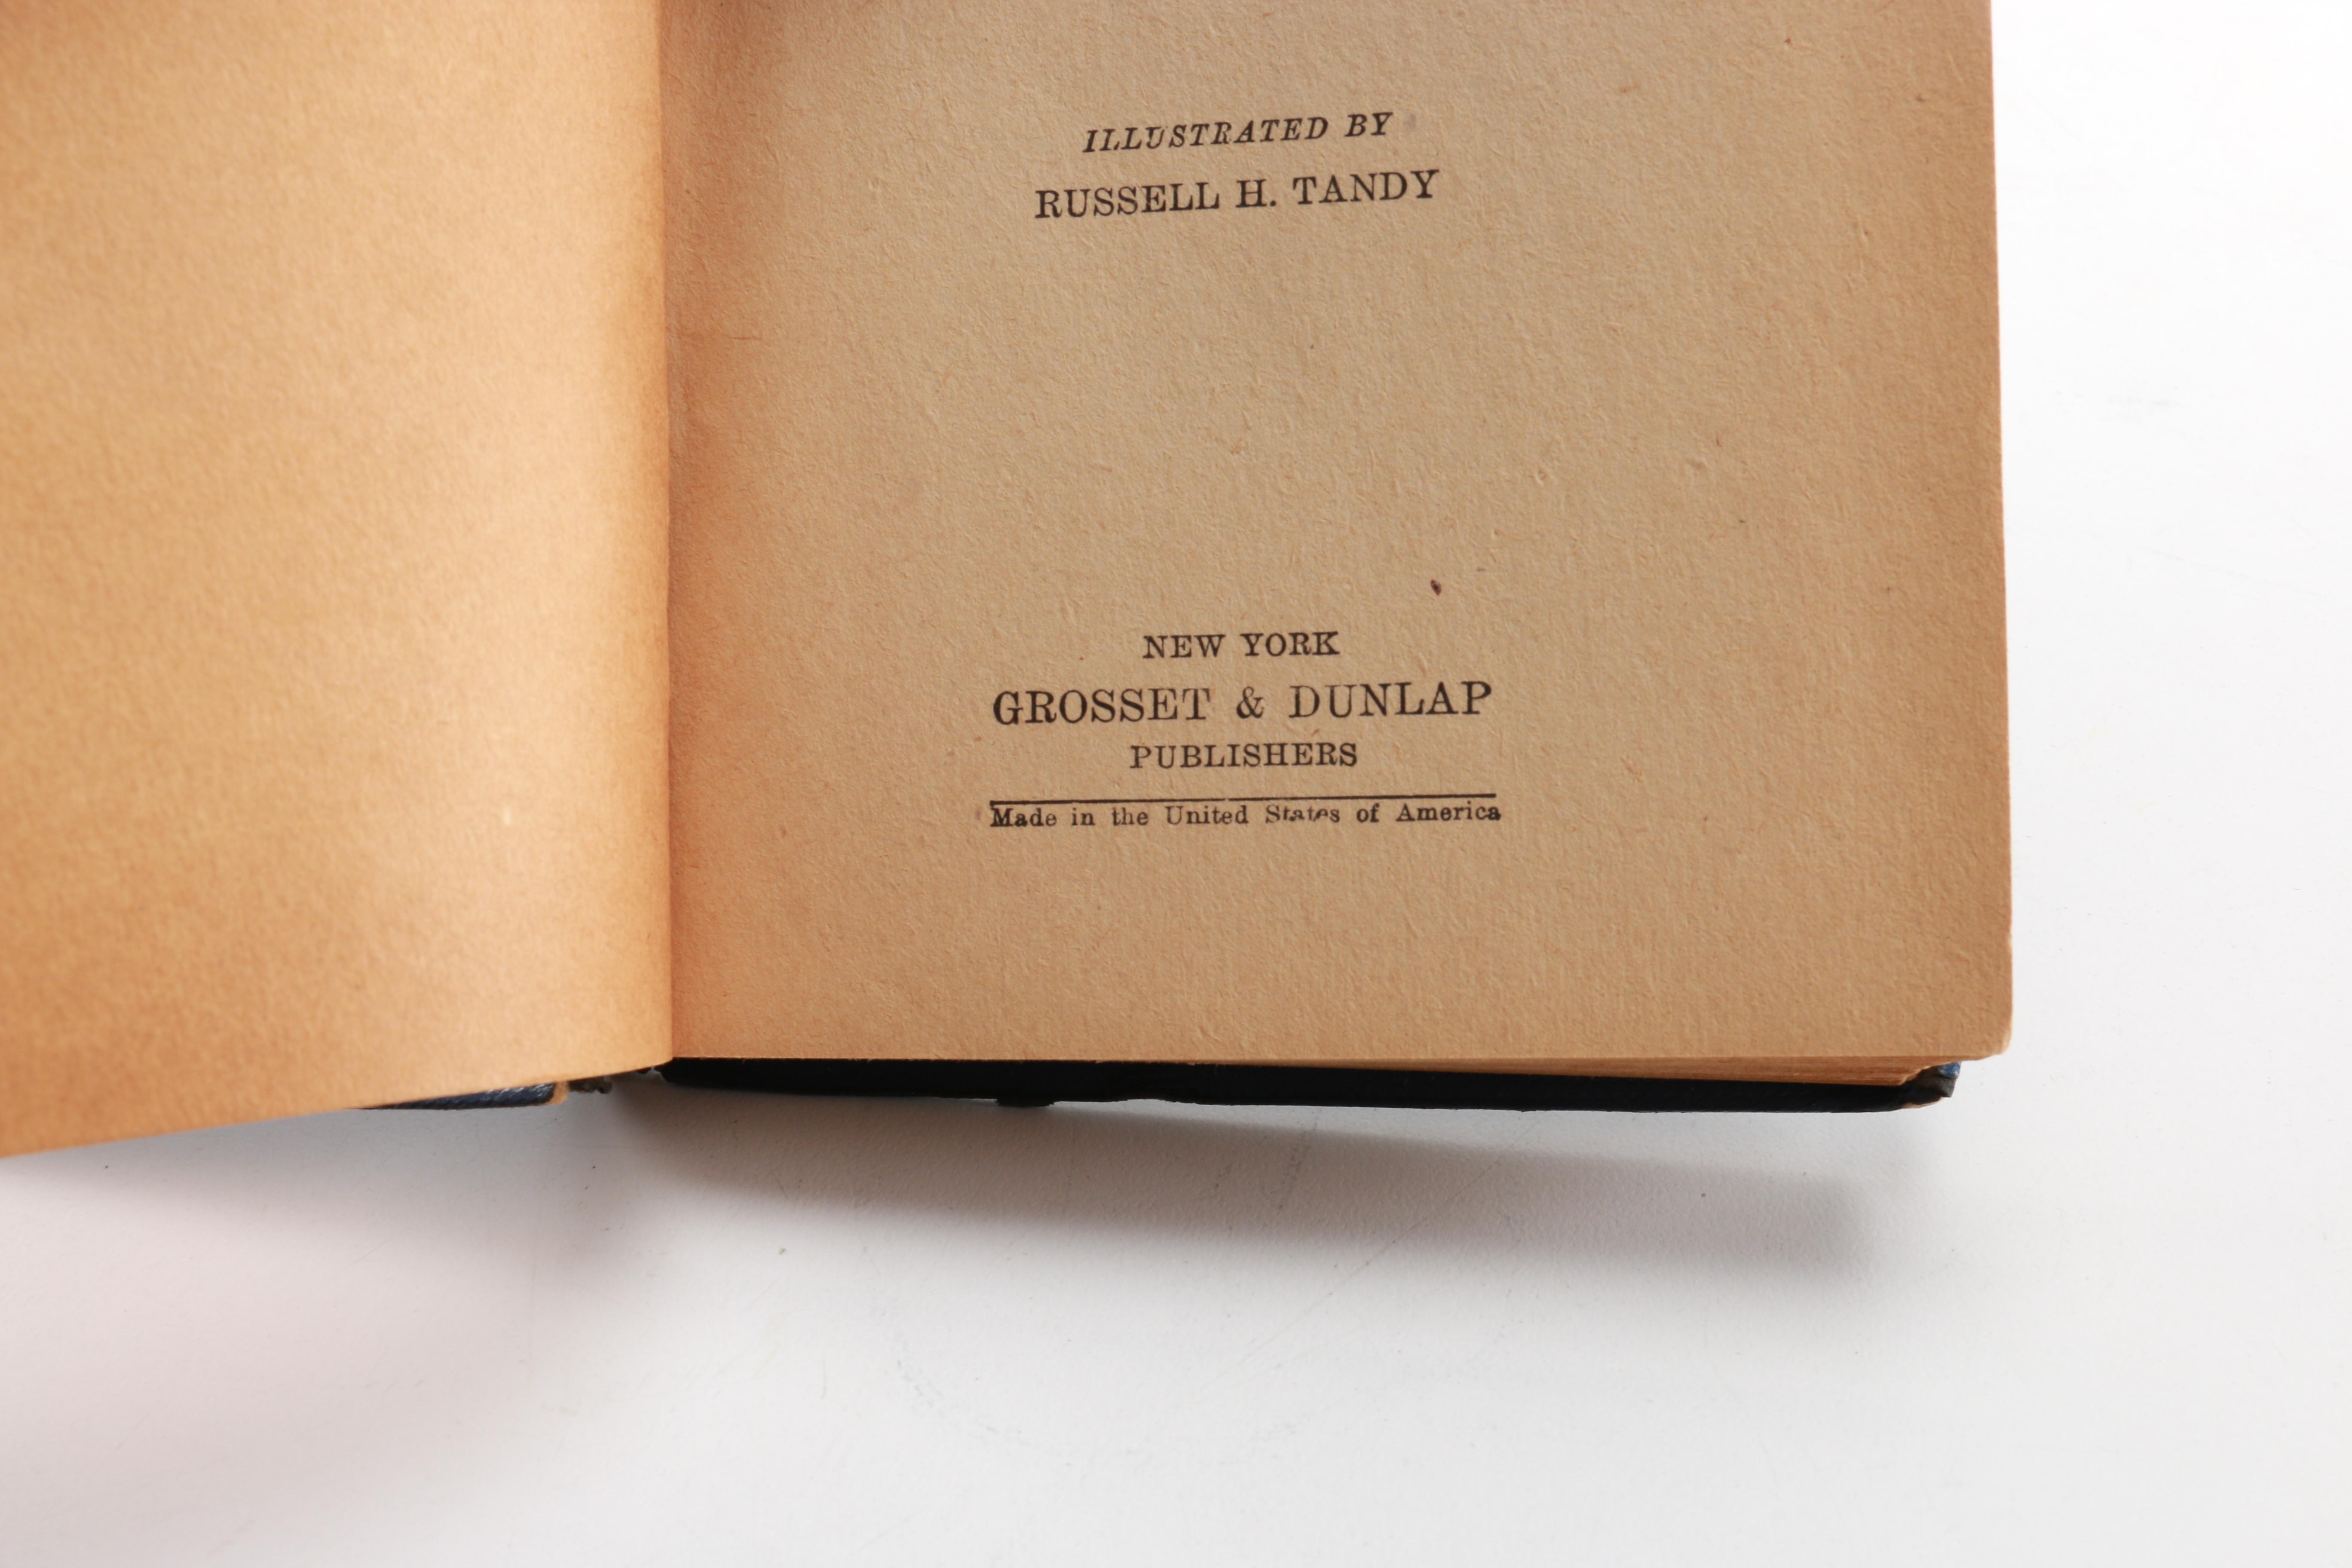 ILLUSTRATED BY
RUSSELL H. TANDY
NEW YORK
GROSSET & DUNLAP
PUBLISHERS
Made in the United States of America